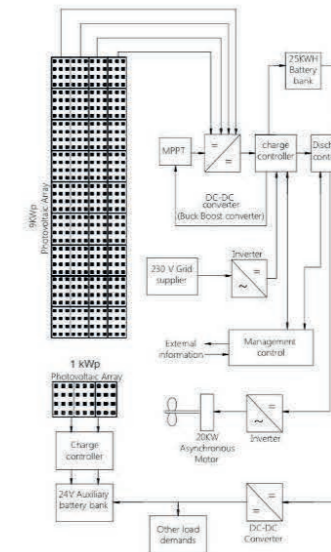 25KWH
Battery
bank
9KWp
Photovoltaic Array
MPPT
=
=
charge
controller
DC-DC
converter
(Buck Boost converter)
230 V Grid
supplier
Inverter
=
~
External
information
Management
control
1 kWp
Photovoltaic Array
Charge
controller
20KW
Asynchronous
Motor
=
~
Inverter
24V Auxiliary
battery bank
Other load
demands
=
=
DC-DC
Converter